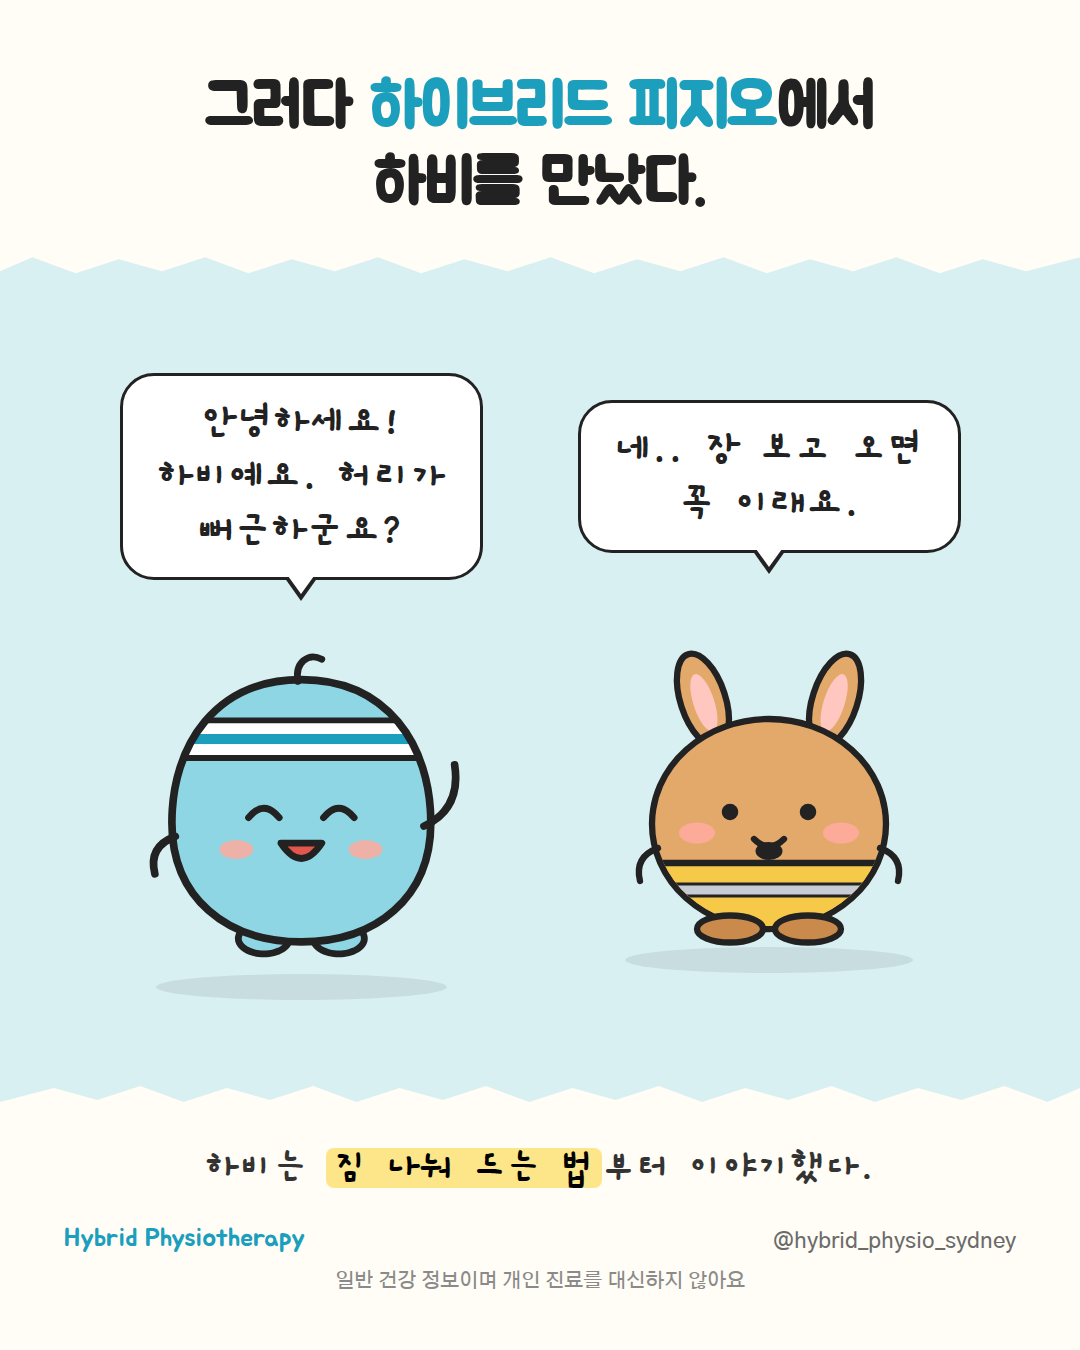 그러다 하이브리드 피지오에서
하비를 만났다.
안녕하세요!
하비예요. 허리가
뻐근하군요?
네.. 장 보고 오면
꼭 이래요.
하비는 짐 나눠 드는 법부터 이야기했다.
Hybrid Physiotherapy
@hybrid_physio_sydney
일반 건강 정보이며 개인 진료를 대신하지 않아요